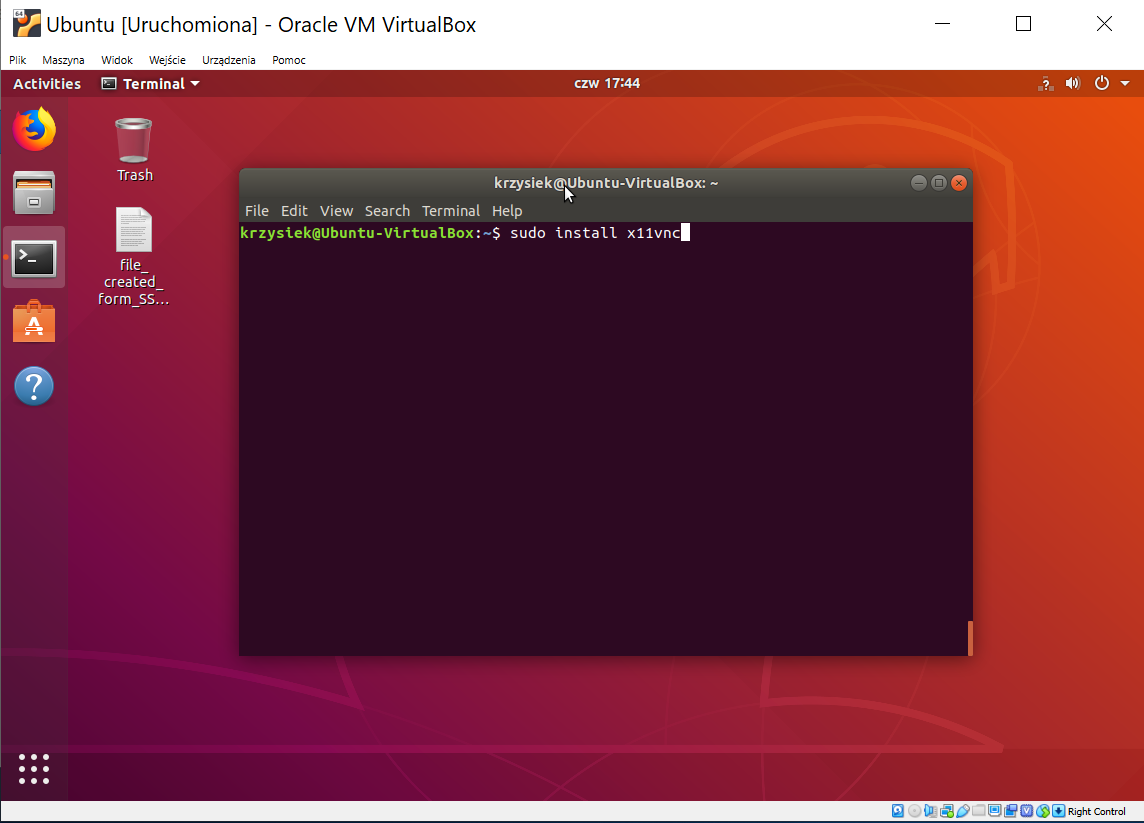 64
Ubuntu [Uruchomiona] - Oracle VM VirtualBox
Plik Maszyna Widok Wejście Urządzenia Pomoc
Activities Terminal czw 17:44 ?
Trash
file_
created_
form_SS...
krzysiek@Ubuntu-VirtualBox: ~
File Edit View Search Terminal Help
krzysiek@Ubuntu-VirtualBox:~$ sudo install x11vnc
Right Control